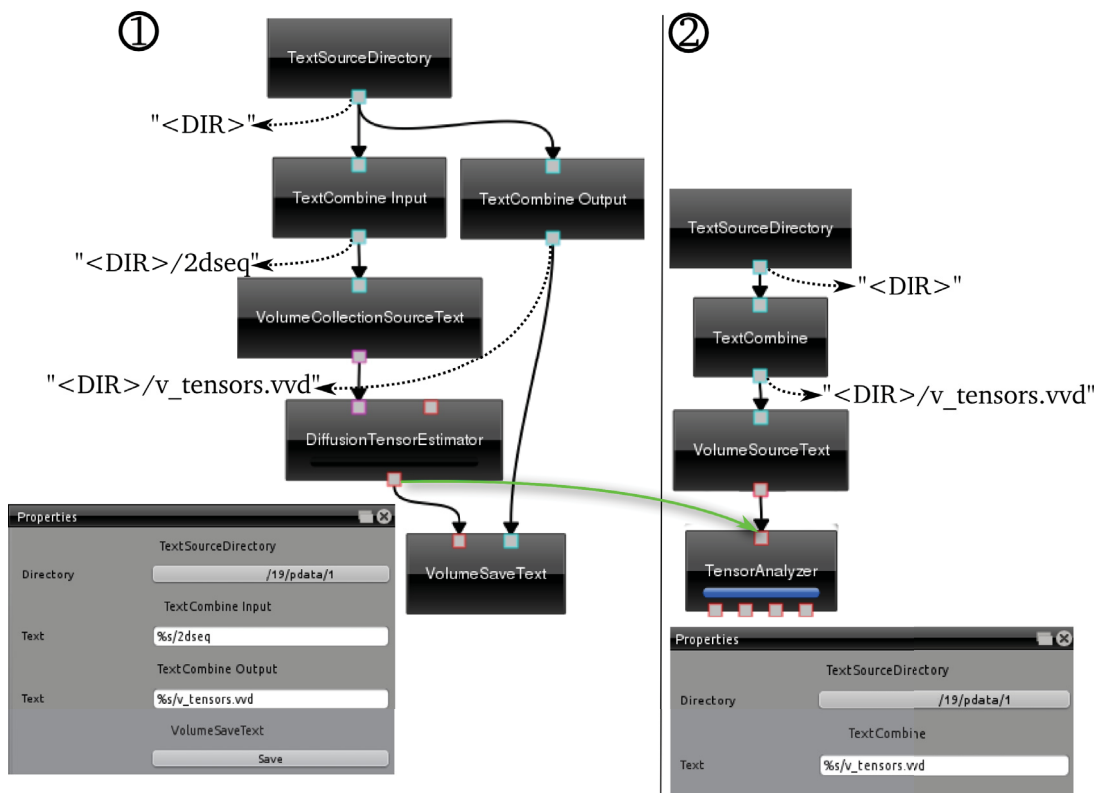 ①
TextSourceDirectory
"<DIR>"
TextCombine Input
TextCombine Output
"<DIR>/2dseq"
VolumeCollectionSourceText
"<DIR>/v_tensors.vvd"
DiffusionTensorEstimator
VolumeSaveText
Properties
TextSourceDirectory
Directory /19/pdata/1
TextCombine Input
Text %s/2dseq
TextCombine Output
Text %s/v_tensors.vvd
VolumeSaveText
Save
②
TextSourceDirectory
"<DIR>"
TextCombine
"<DIR>/v_tensors.vvd"
VolumeSourceText
TensorAnalyzer
Properties
TextSourceDirectory
Directory /19/pdata/1
TextCombine
Text %s/v_tensors.vvd